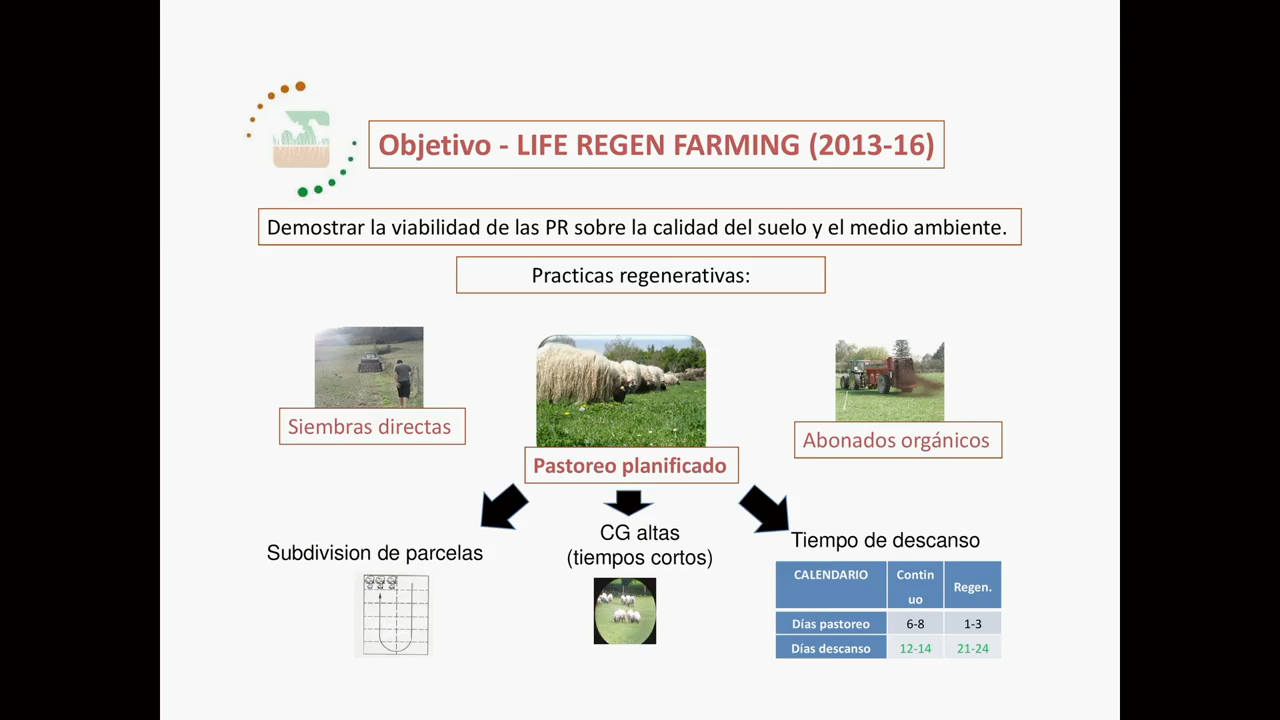 Objetivo - LIFE REGEN FARMING (2013-16)
Demostrar la viabilidad de las PR sobre la calidad del suelo y el medio ambiente.
Practicas regenerativas:
Siembras directas
Pastoreo planificado
Abonados orgánicos
Subdivision de parcelas
CG altas
(tiempos cortos)
Tiempo de descanso
CALENDARIO Contin
uo Regen.
Días pastoreo 6-8 1-3
Días descanso 12-14 21-24